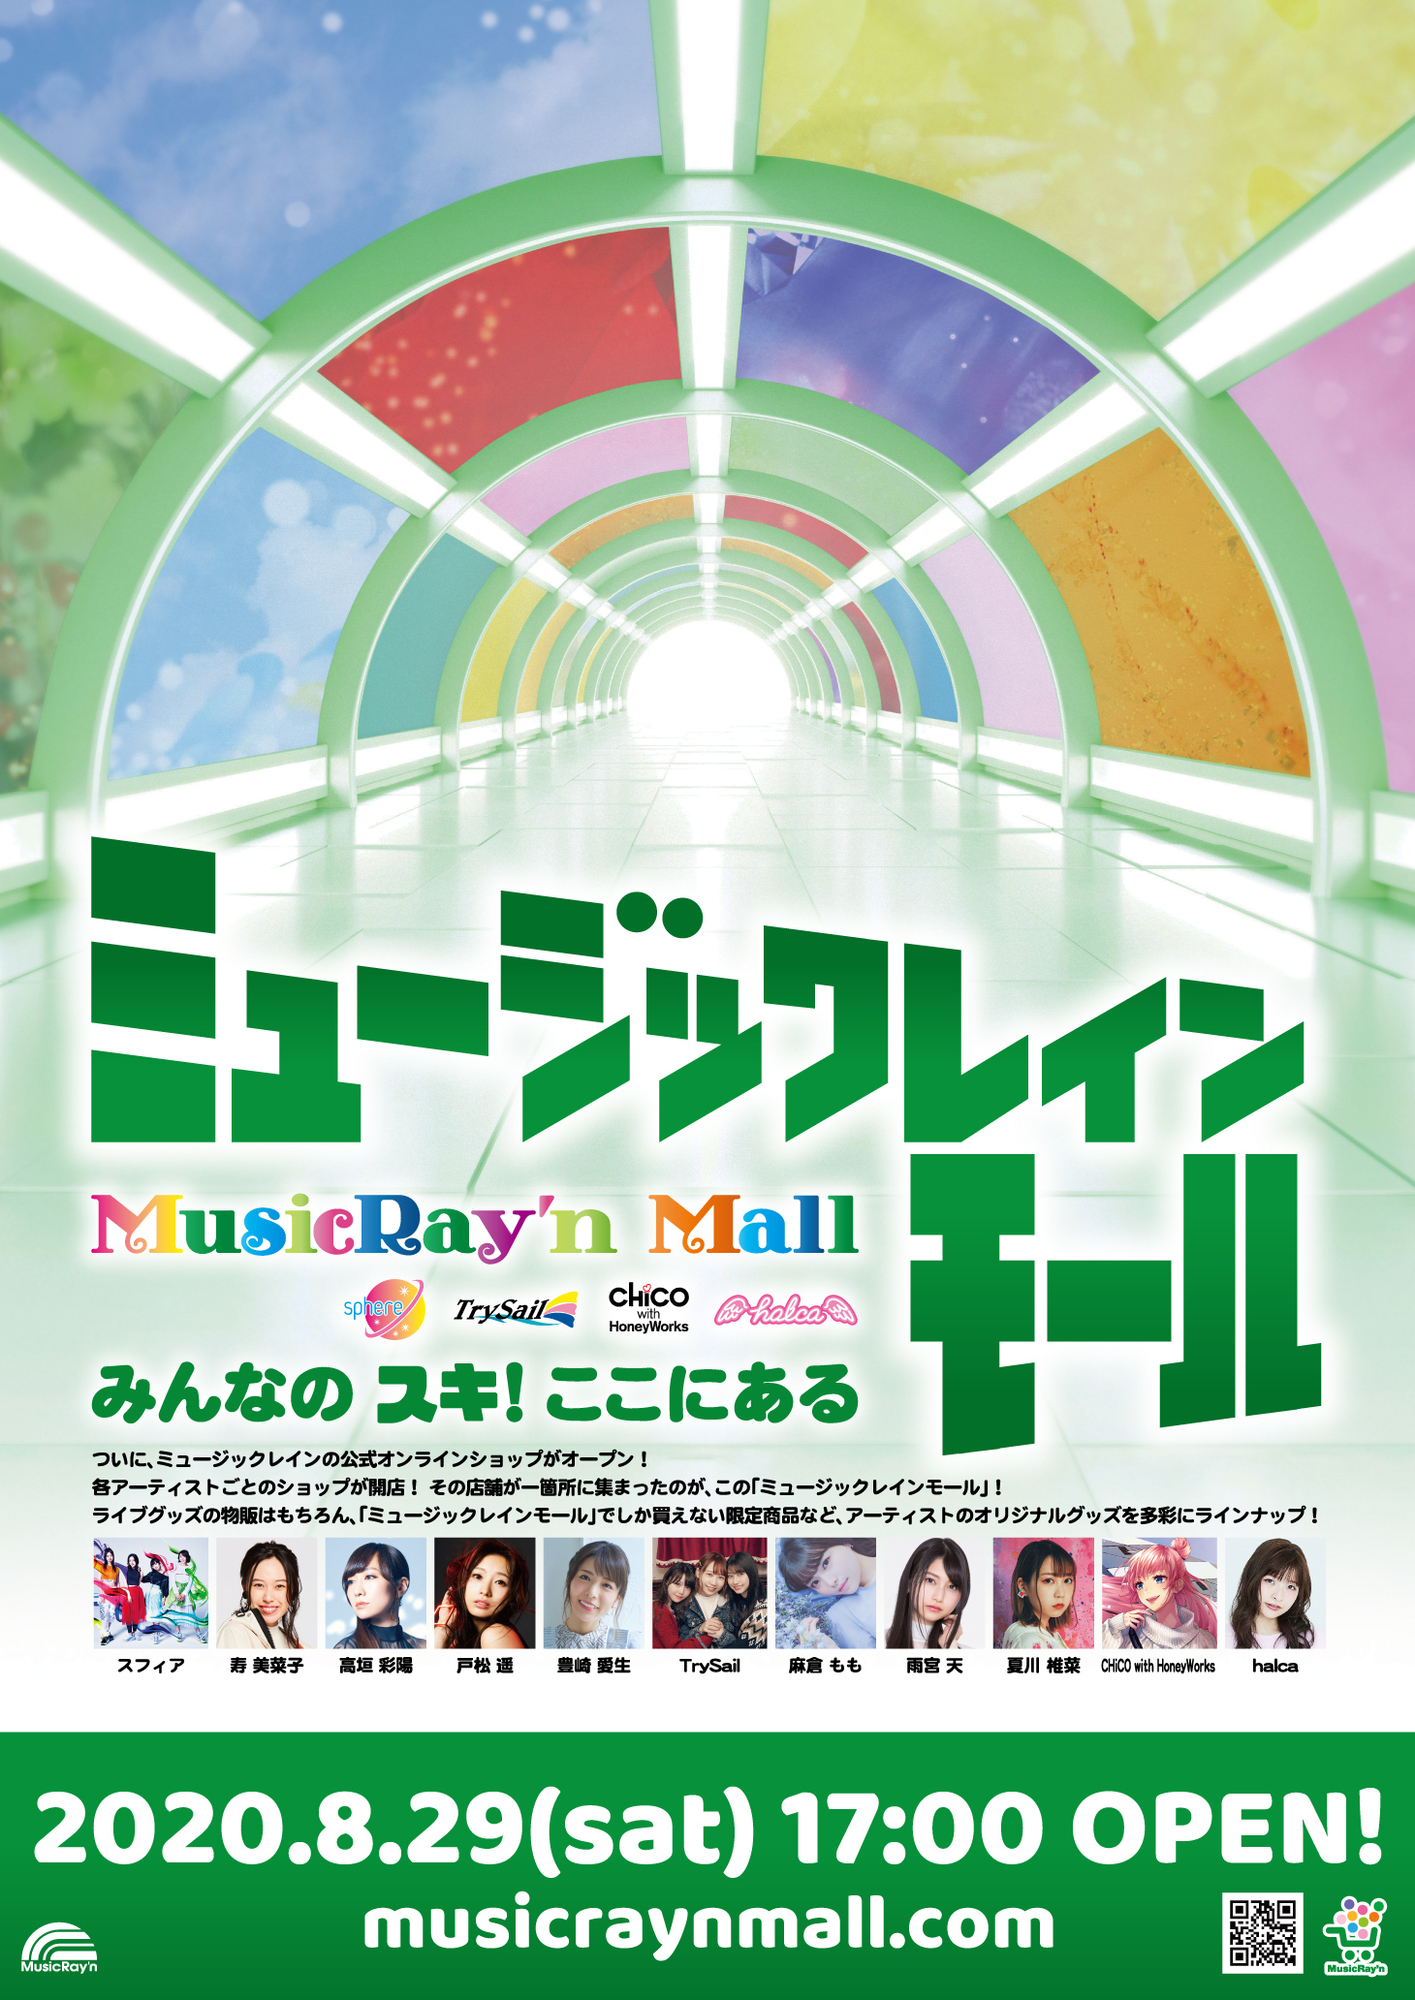 ミュージックレイン
モール
MusicRay'n Mall
sphere TrySail CHiCO with HoneyWorks halca
みんなの スキ! ここにある
ついに、ミュージックレインの公式オンラインショップがオープン！
各アーティストごとのショップが開店！ その店舗が一箇所に集まったのが、この「ミュージックレインモール」！
ライブグッズの物販はもちろん、「ミュージックレインモール」でしか買えない限定商品など、アーティストのオリジナルグッズを多彩にラインナップ！
スフィア 寿 美菜子 高垣 彩陽 戸松 遥 豊崎 愛生 TrySail 麻倉 もも 雨宮 天 夏川 椎菜 CHiCO with HoneyWorks halca
2020.8.29(sat) 17:00 OPEN!
musicraynmall.com
MusicRay'n
MusicRay'n